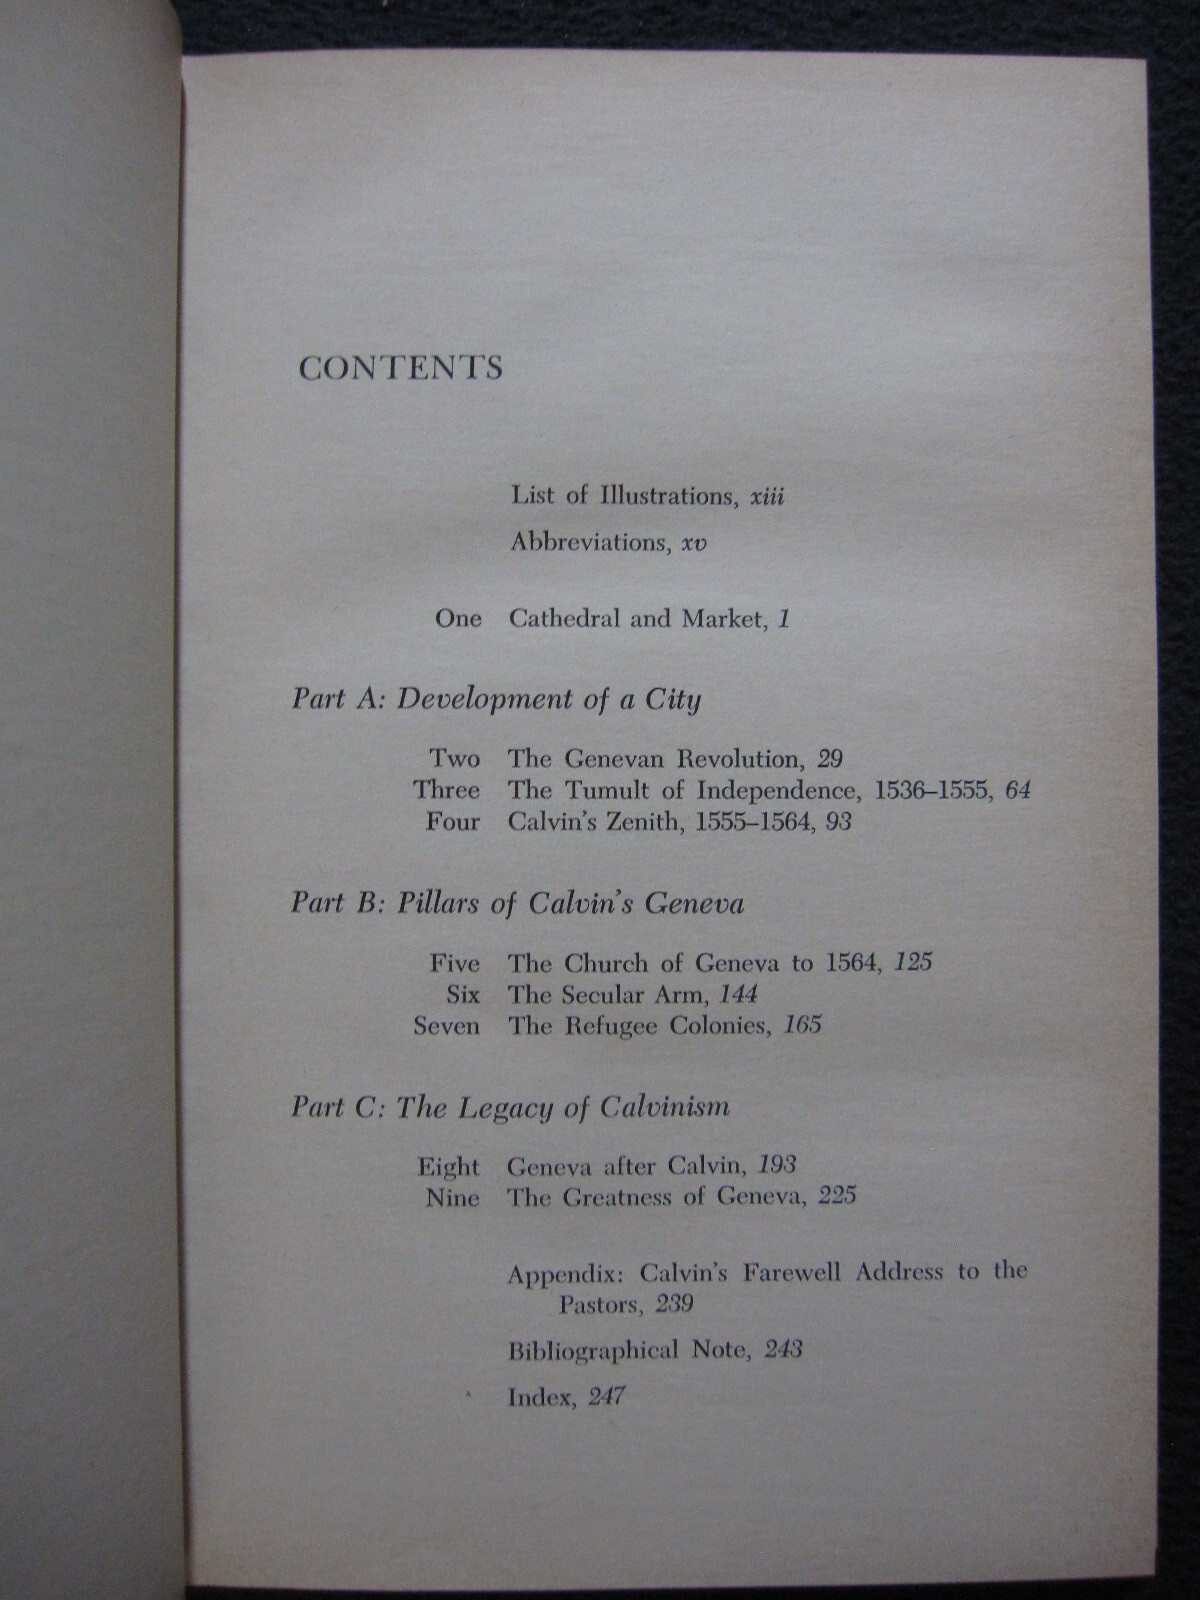 CONTENTS
List of Illustrations, xiii
Abbreviations, xv
One Cathedral and Market, 1
Part A: Development of a City
Two The Genevan Revolution, 29
Three The Tumult of Independence, 1536–1555, 64
Four Calvin's Zenith, 1555–1564, 93
Part B: Pillars of Calvin's Geneva
Five The Church of Geneva to 1564, 125
Six The Secular Arm, 144
Seven The Refugee Colonies, 165
Part C: The Legacy of Calvinism
Eight Geneva after Calvin, 193
Nine The Greatness of Geneva, 225
Appendix: Calvin's Farewell Address to the
Pastors, 239
Bibliographical Note, 243
Index, 247